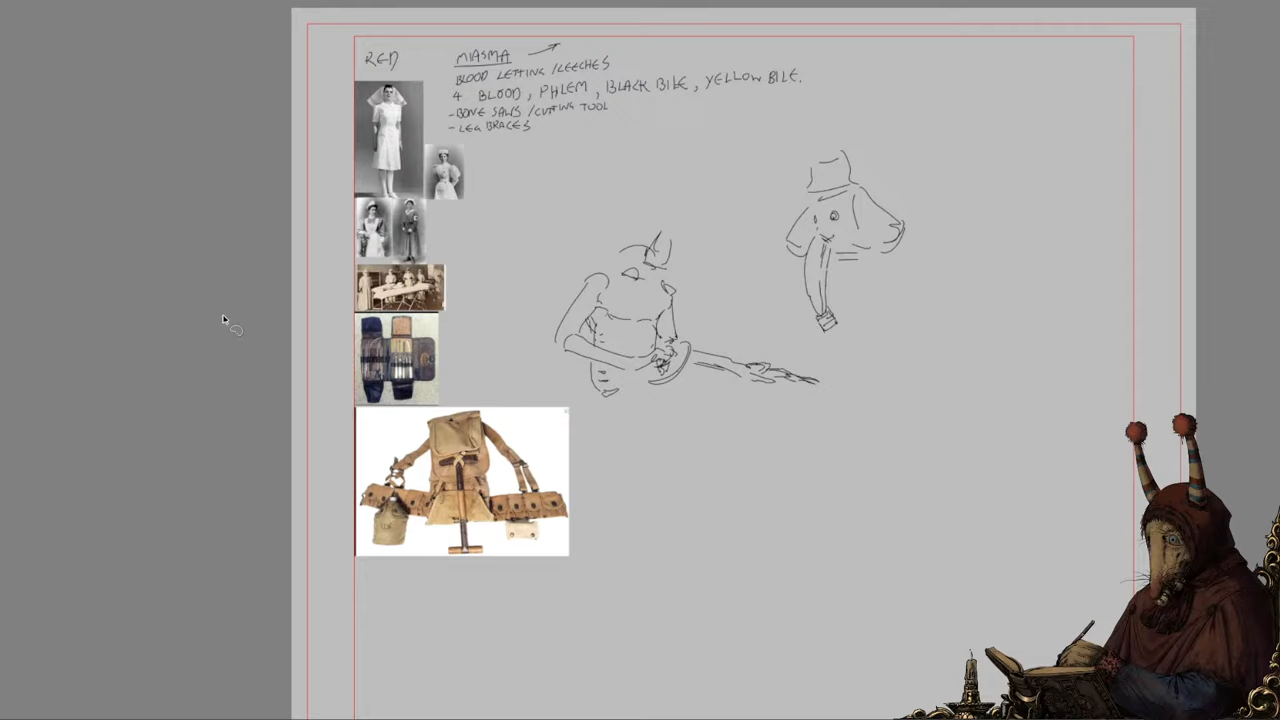 RED
MIASMA
BLOOD LETTING / LEECHES
4 BLOOD, PHLEM, BLACK BILE, YELLOW BILE.
- BONE SAWS / CUTTING TOOL
- LEG BRACES